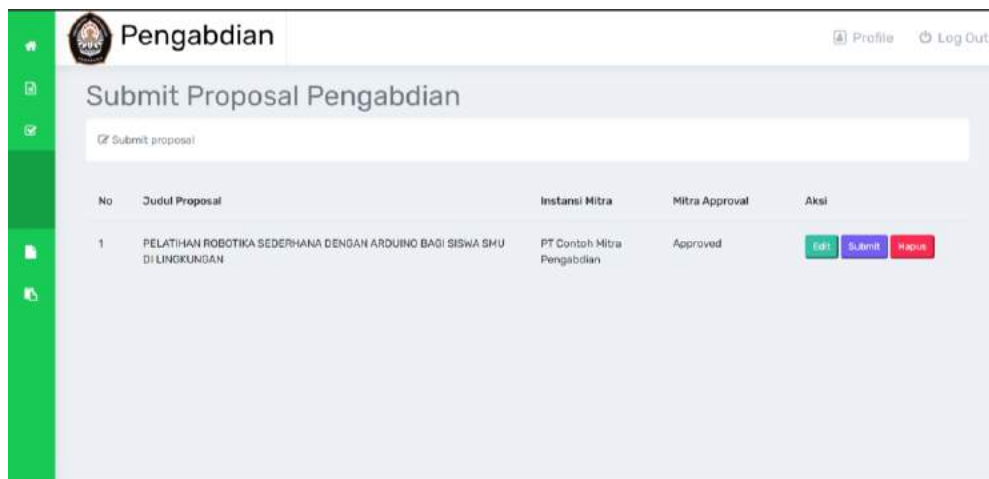 Pengabdian
Profile
Log Out
Submit Proposal Pengabdian
Submit proposal
No Judul Proposal Instansi Mitra Mitra Approval Aksi
1 PELATIHAN ROBOTIKA SEDERHANA DENGAN ARDUINO BAGI SISWA SMU PT Contoh Mitra Approved Edit Submit Hapus
DI LINGKUNGAN Pengabdian